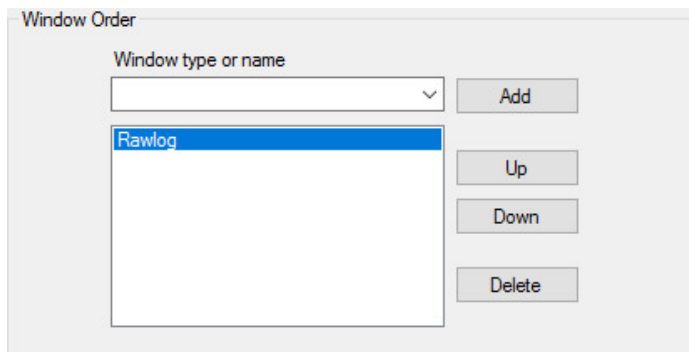 Window Order
Window type or name
Add
Rawlog
Up
Down
Delete